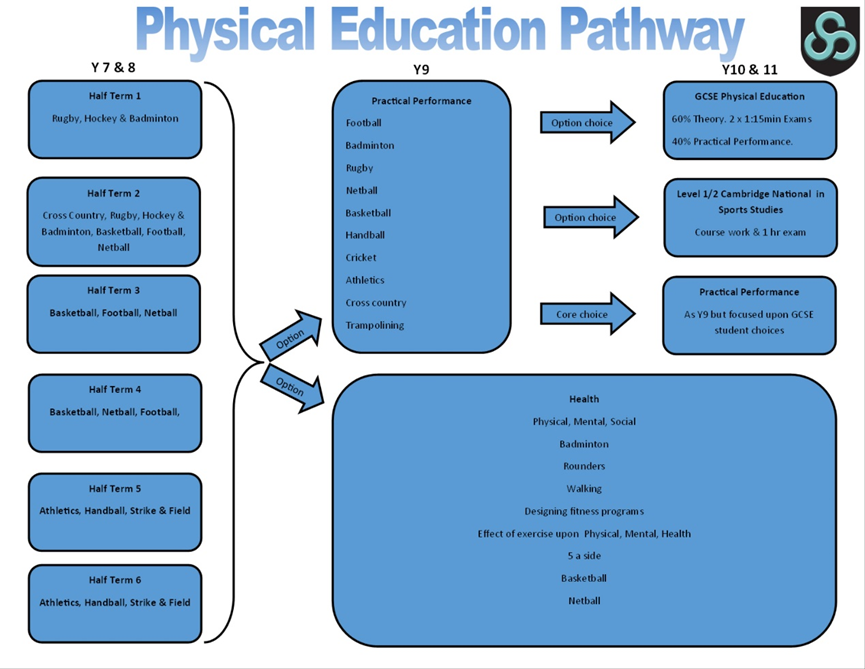 Physical Education Pathway
Y 7 & 8
Half Term 1
Rugby, Hockey & Badminton
Half Term 2
Cross Country, Rugby, Hockey &
Badminton, Basketball, Football,
Netball
Half Term 3
Basketball, Football, Netball
Half Term 4
Basketball, Netball, Football,
Half Term 5
Athletics, Handball, Strike & Field
Half Term 6
Athletics, Handball, Strike & Field
Option
Option
Y9
Practical Performance
Football
Badminton
Rugby
Netball
Basketball
Handball
Cricket
Athletics
Cross country
Trampolining
Option choice
Option choice
Core choice
Y10 & 11
GCSE Physical Education
60% Theory. 2 x 1:15min Exams
40% Practical Performance.
Level 1/2 Cambridge National in
Sports Studies
Course work & 1 hr exam
Practical Performance
As Y9 but focused upon GCSE
student choices
Health
Physical, Mental, Social
Badminton
Rounders
Walking
Designing fitness programs
Effect of exercise upon Physical, Mental, Health
5 a side
Basketball
Netball